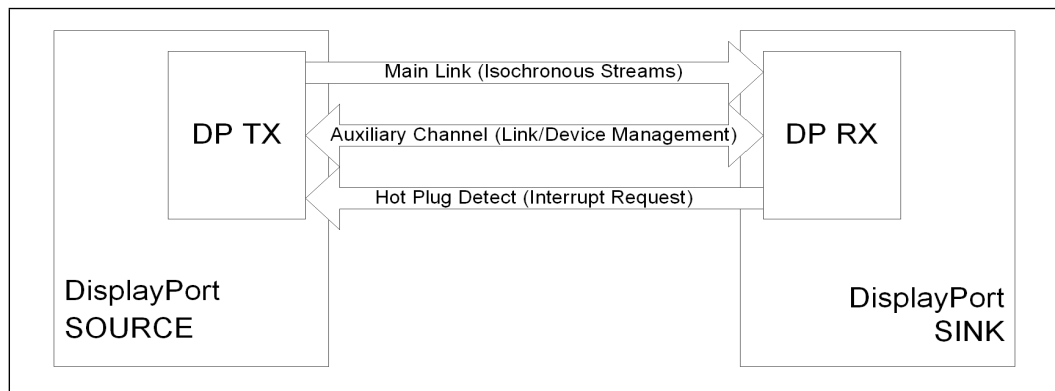 Main Link (Isochronous Streams)
DP TX
Auxiliary Channel (Link/Device Management)
DP RX
Hot Plug Detect (Interrupt Request)
DisplayPort
SOURCE
DisplayPort
SINK